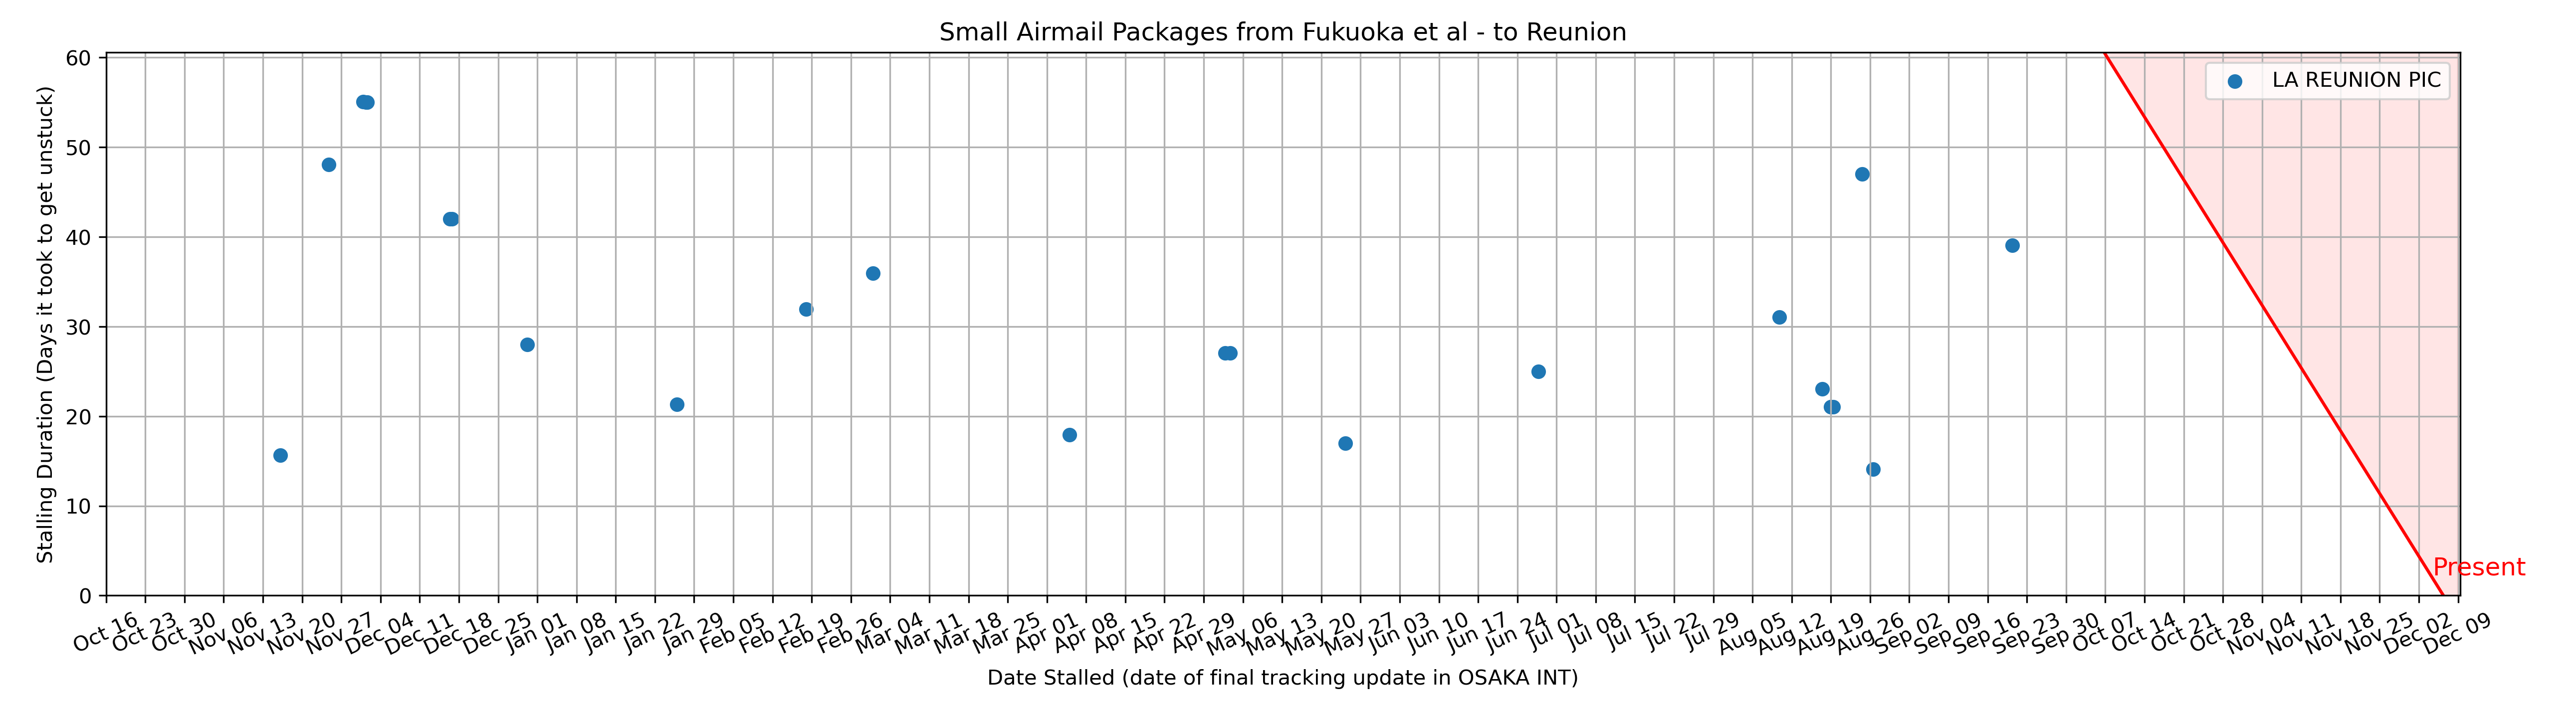 Small Airmail Packages from Fukuoka et al - to Reunion
LA REUNION PIC
Stalling Duration (Days it took to get unstuck)
60
50
40
30
20
10
0
Present
Oct 16 Oct 23 Oct 30 Nov 06 Nov 13 Nov 20 Nov 27 Dec 04 Dec 11 Dec 18 Dec 25 Jan 01 Jan 08 Jan 15 Jan 22 Jan 29 Feb 05 Feb 12 Feb 19 Feb 26 Mar 04 Mar 11 Mar 18 Mar 25 Apr 01 Apr 08 Apr 15 Apr 22 Apr 29 May 06 May 13 May 20 May 27 Jun 03 Jun 10 Jun 17 Jun 24 Jul 01 Jul 08 Jul 15 Jul 22 Jul 29 Aug 05 Aug 12 Aug 19 Aug 26 Sep 02 Sep 09 Sep 16 Sep 23 Sep 30 Oct 07 Oct 14 Oct 21 Oct 28 Nov 04 Nov 11 Nov 18 Nov 25 Dec 02 Dec 09
Date Stalled (date of final tracking update in OSAKA INT)